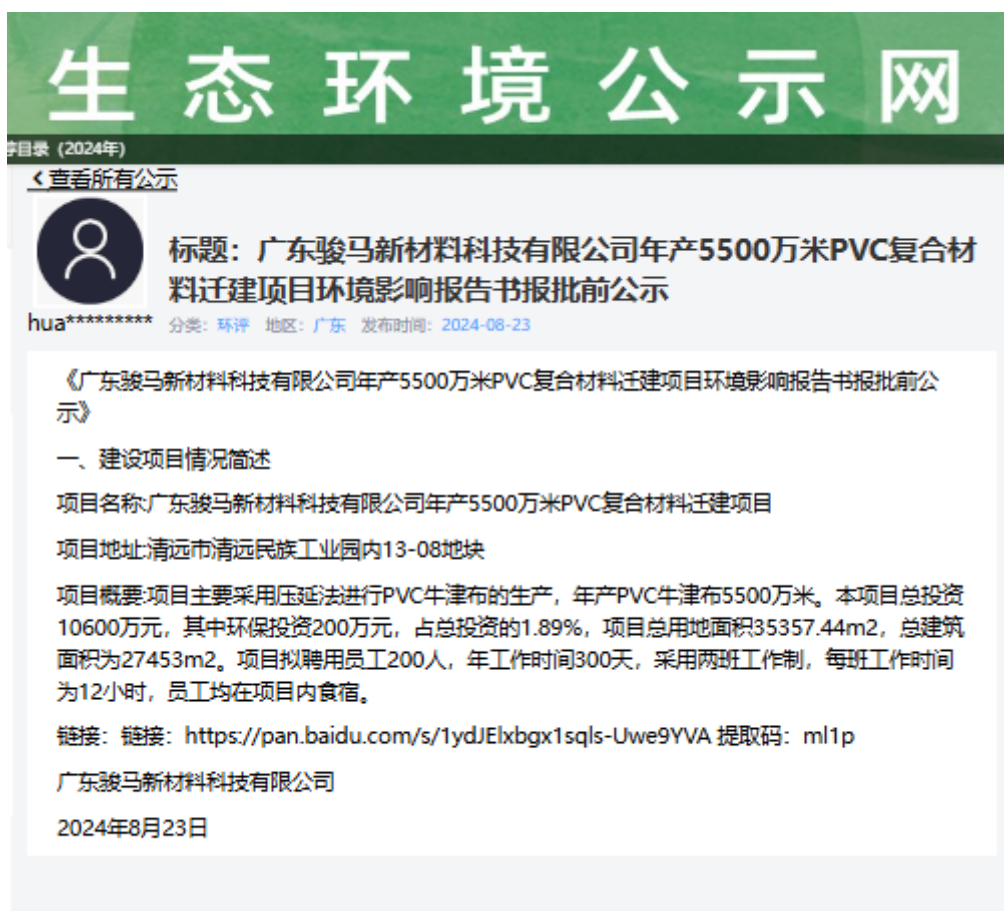 生态环境公示网
荐目录（2024年）
查看所有公示
标题：广东骏马新材料科技有限公司年产5500万米PVC复合材
料迁建项目环境影响报告书报批前公示
hua*********
分类：环评 地区：广东 发布时间：2024-08-23
《广东骏马新材料科技有限公司年产5500万米PVC复合材料迁建项目环境影响报告书报批前公
示》
一、建设项目情况简述
项目名称:广东骏马新材料科技有限公司年产5500万米PVC复合材料迁建项目
项目地址:清远市清远民族工业园内13-08地块
项目概要:项目主要采用压延法进行PVC牛津布的生产，年产PVC牛津布5500万米。本项目总投资
10600万元，其中环保投资200万元，占总投资的1.89%，项目总用地面积35357.44m2，总建筑
面积为27453m2。项目拟聘用员工200人，年工作时间300天，采用两班工作制，每班工作时间
为12小时，员工均在项目内食宿。
链接：链接：https://pan.baidu.com/s/1ydJElxbgx1sqls-Uwe9YVA 提取码：ml1p
广东骏马新材料科技有限公司
2024年8月23日